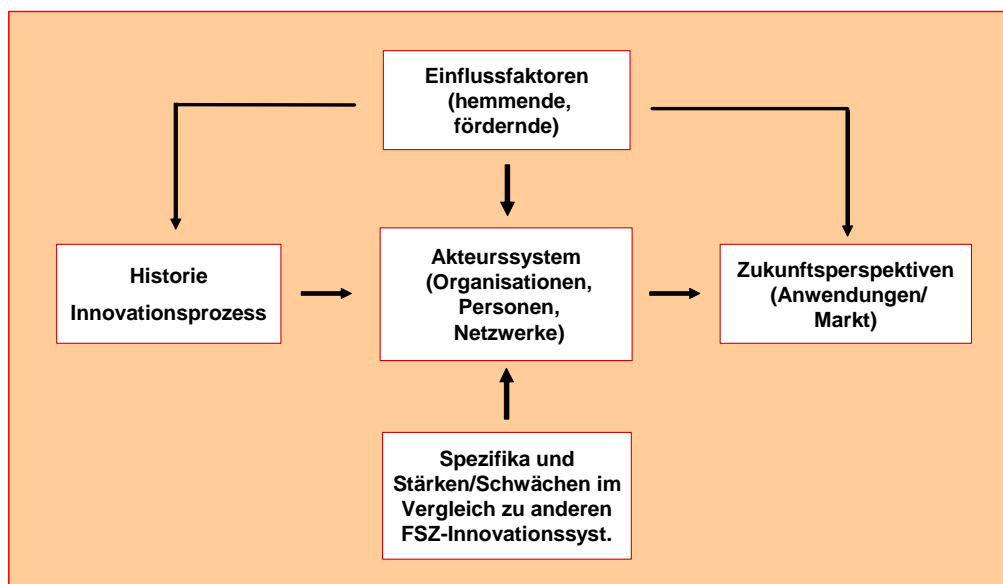 Einflussfaktoren
(hemmende,
fördernde)
Historie
Innovationsprozess
Akteurssystem
(Organisationen,
Personen,
Netzwerke)
Zukunftsperspektiven
(Anwendungen/
Markt)
Spezifika und
Stärken/Schwächen im
Vergleich zu anderen
FSZ-Innovationssyst.